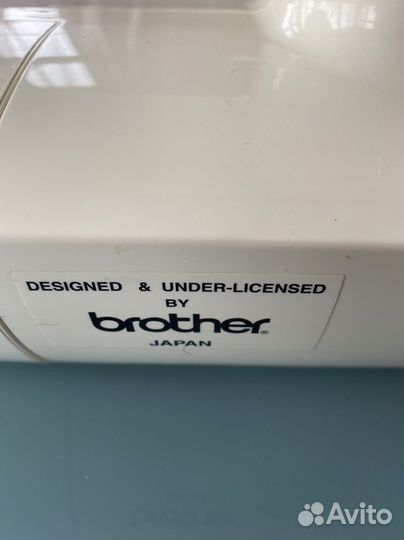 DESIGNED & UNDER-LICENSED
BY
brother®
JAPAN
Avito